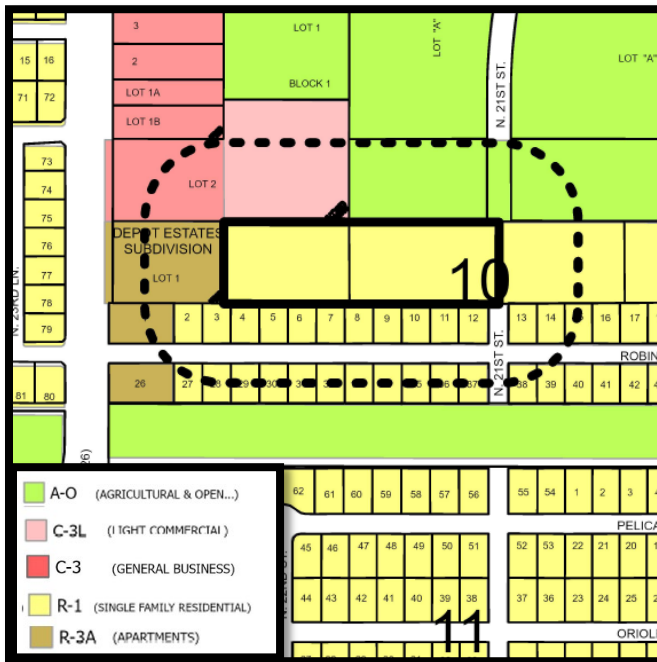 3
2
LOT 1A
LOT 1B
LOT 2
LOT 1
BLOCK 1
LOT "A"
LOT "A"
N. 21ST ST.
15 16
71 72
73
74
75
76
77
78
79
81 80
N. 23RD LN.
DEPOT ESTATES
SUBDIVISION
LOT 1
10
2 3 4 5 6 7 8 9 10 11 12 13 14 15 16 17
N. 21ST ST.
ROBIN
26 27 28 29 30 37 38 39 40 41 42
26)
62 61 60 59 58 57 56 55 54 1 2 3
PELICA
45 46 47 48 49 50 51 52 53 22 21 20
44 43 42 41 40 39 38 37 36 23 24 25
N. 22ND ST.
11
ORIOL
A-O (AGRICULTURAL & OPEN...)
C-3L (LIGHT COMMERCIAL)
C-3 (GENERAL BUSINESS)
R-1 (SINGLE FAMILY RESIDENTIAL)
R-3A (APARTMENTS)